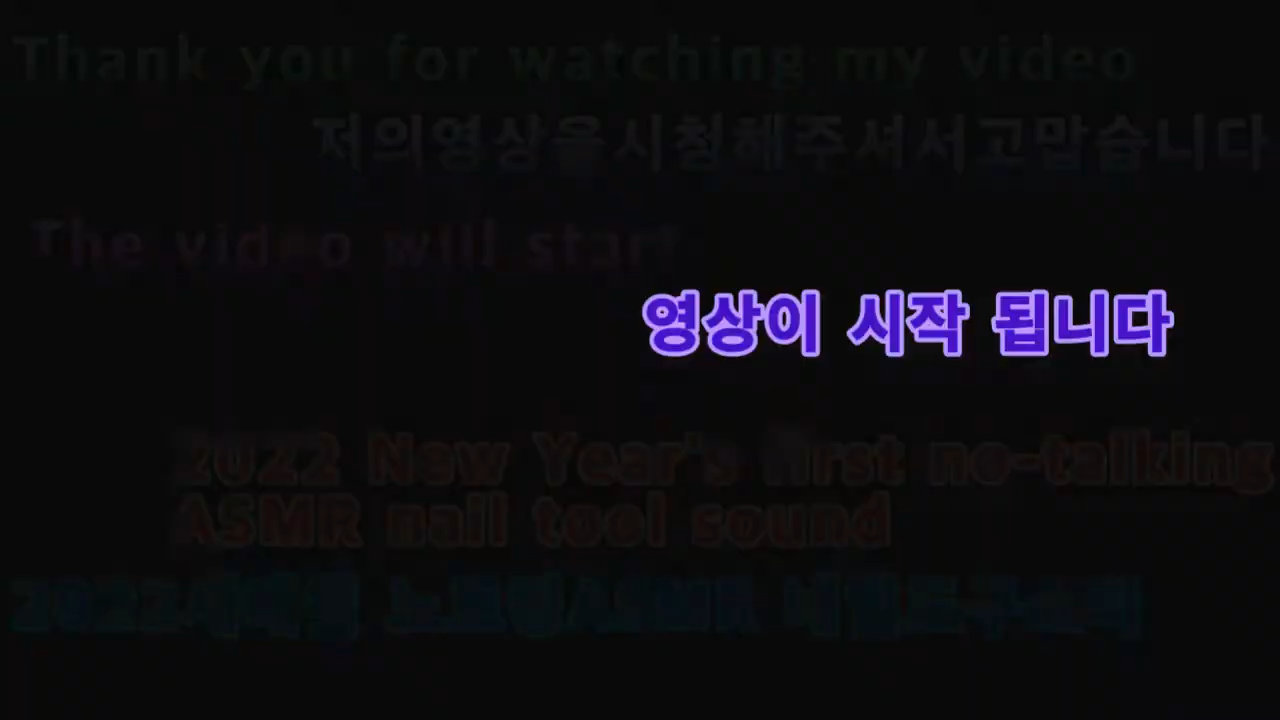 Thank you for watching my video
저의영상을시청해주셔서고맙습니다
The video will start
영상이 시작 됩니다
2022 New Year's first no-talking
ASMR nail tool sound